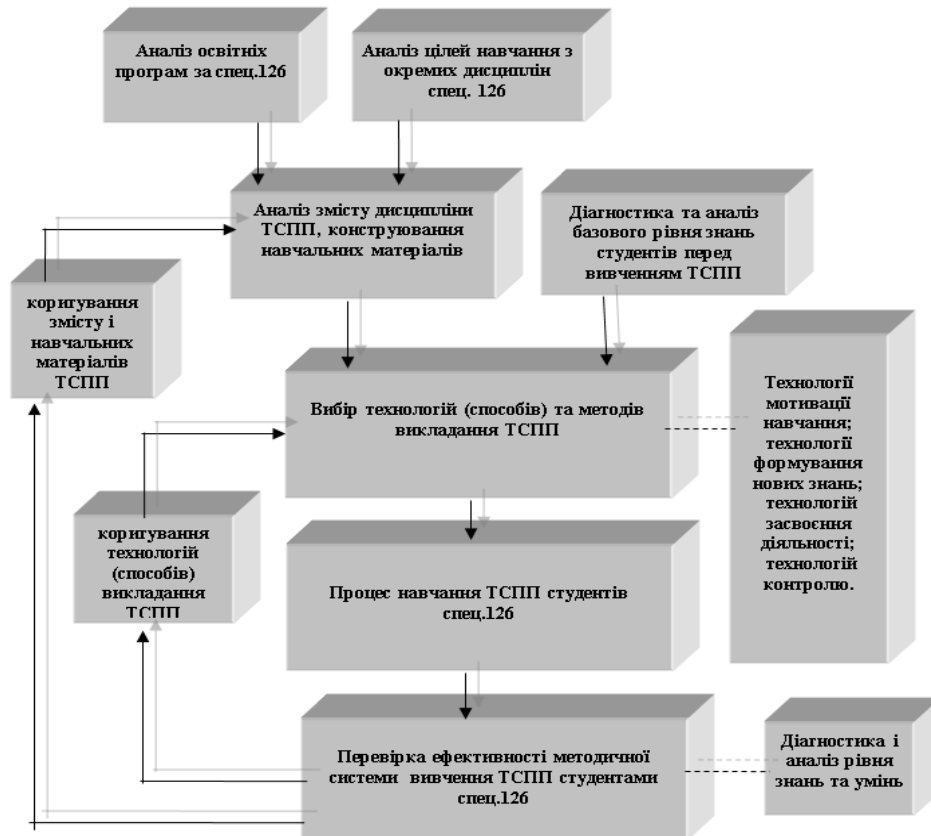 Аналіз освітніх
програм за спец.126
Аналіз цілей навчання з
окремих дисциплін
спец. 126
Аналіз змісту дисципліни
ТСПП, конструювання
навчальних матеріалів
Діагностика та аналіз
базового рівня знань
студентів перед
вивченням ТСПП
коригування
змісту і
навчальних
матеріалів
ТСПП
Вибір технологій (способів) та методів
викладання ТСПП
Технології
мотивації
навчання;
технології
формування
нових знань;
технологій
засвоєння
діяльності;
технологій
контролю.
коригування
технологій
(способів)
викладання
ТСПП
Процес навчання ТСПП студентів
спец.126
Перевірка ефективності методичної
системи вивчення ТСПП студентами
спец.126
Діагностика і
аналіз рівня
знань та умінь